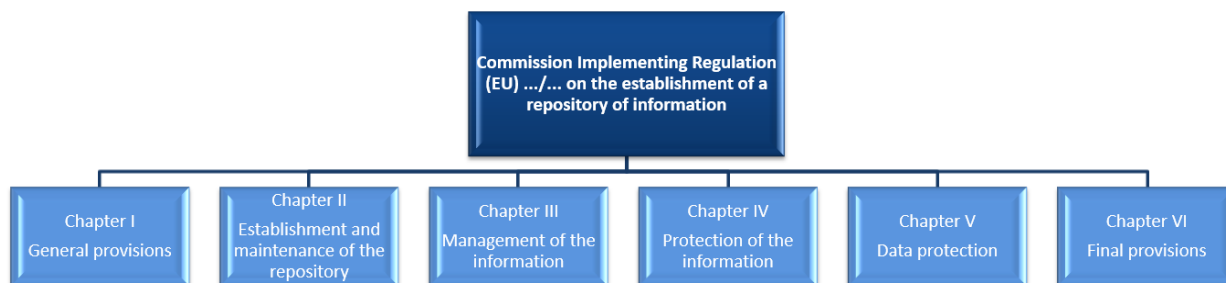 Commission Implementing Regulation
(EU) .../... on the establishment of a
repository of information
Chapter I
General provisions
Chapter II
Establishment and
maintenance of the
repository
Chapter III
Management of the
information
Chapter IV
Protection of the
information
Chapter V
Data protection
Chapter VI
Final provisions